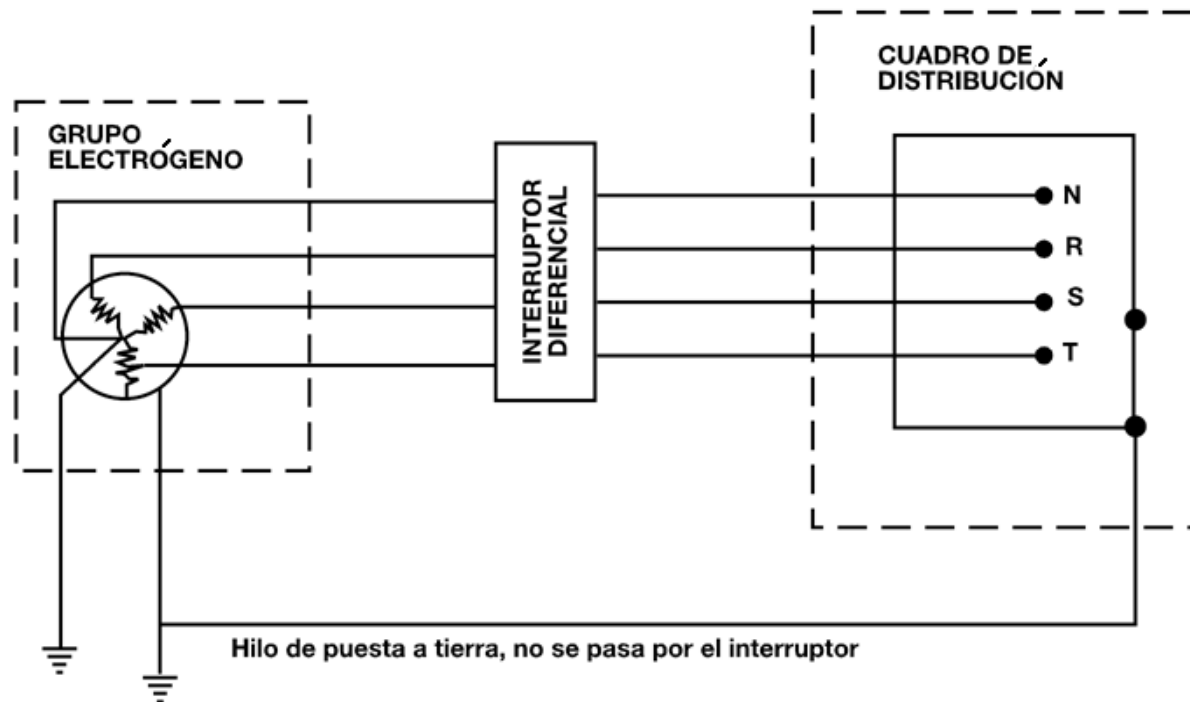 CUADRO DE
DISTRIBUCIÓN
GRUPO
ELECTRÓGENO
INTERRUPTOR
DIFERENCIAL
N
R
S
T
Hilo de puesta a tierra, no se pasa por el interruptor